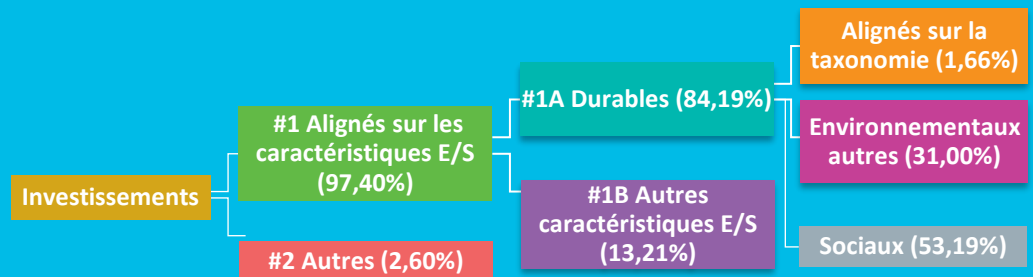 Investissements
#1 Alignés sur les
caractéristiques E/S
(97,40%)
#2 Autres (2,60%)
#1A Durables (84,19%)
#1B Autres
caractéristiques E/S
(13,21%)
Alignés sur la
taxonomie (1,66%)
Environnementaux
autres (31,00%)
Sociaux (53,19%)